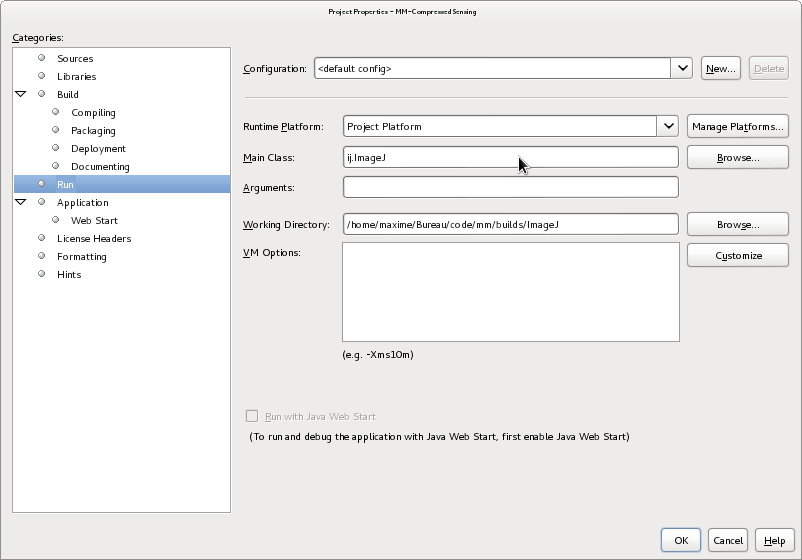 Project Properties - MM-CompressedSensing
Categories:
Sources
Libraries
Build
Compiling
Packaging
Deployment
Documenting
Run
Application
Web Start
License Headers
Formatting
Hints
Configuration: <default config> New... Delete
Runtime Platform: Project Platform Manage Platforms...
Main Class: ij.ImageJ Browse...
Arguments:
Working Directory: /home/maxime/Bureau/code/mm/builds/ImageJ Browse...
VM Options: Customize
(e.g. -Xms10m)
Run with Java Web Start
(To run and debug the application with Java Web Start, first enable Java Web Start)
OK Cancel Help